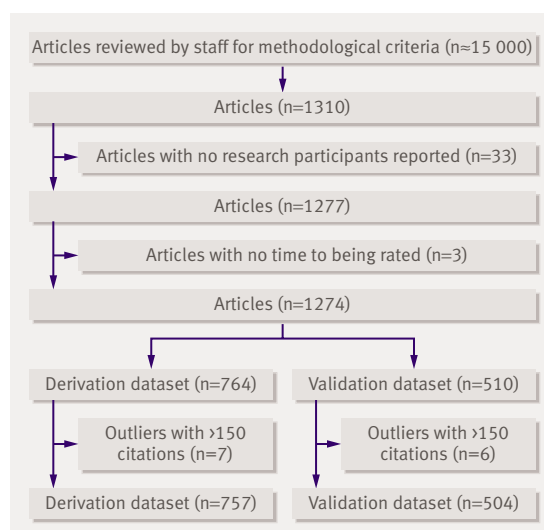 Articles reviewed by staff for methodological criteria (n≈15 000)
Articles (n=1310)
Articles with no research participants reported (n=33)
Articles (n=1277)
Articles with no time to being rated (n=3)
Articles (n=1274)
Derivation dataset (n=764)
Validation dataset (n=510)
Outliers with >150
citations (n=7)
Outliers with >150
citations (n=6)
Derivation dataset (n=757)
Validation dataset (n=504)